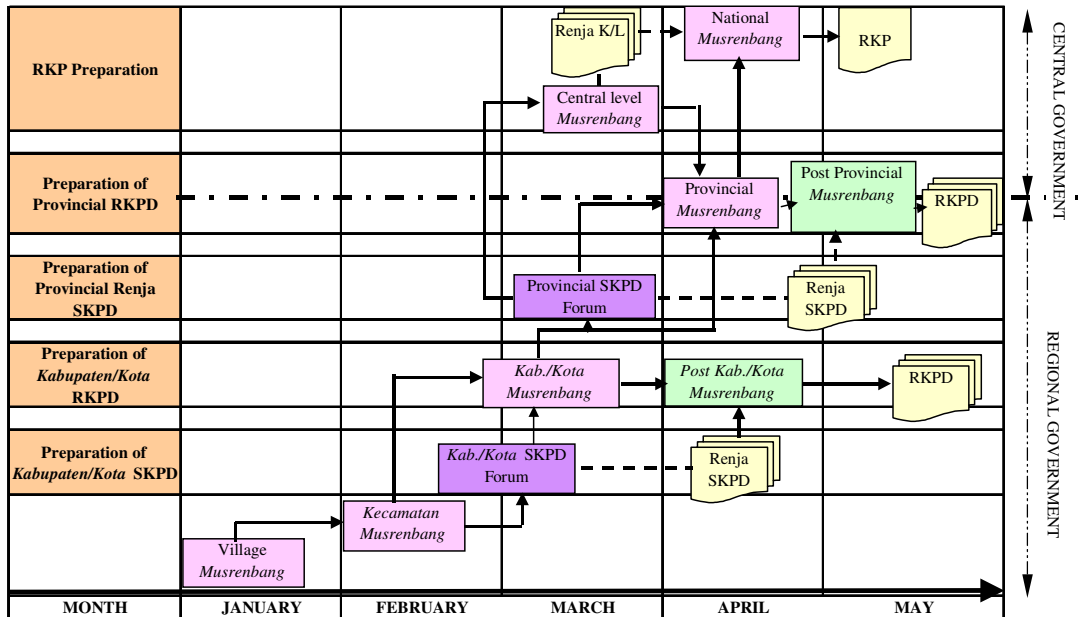 RKP Preparation
Renja K/L
National
Musrenbang
RKP
Central level
Musrenbang
Preparation of
Provincial RKPD
Provincial
Musrenbang
Post Provincial
Musrenbang
RKPD
Preparation of
Provincial Renja
SKPD
Provincial SKPD
Forum
Renja
SKPD
Preparation of
Kabupaten/Kota
RKPD
Kab./Kota
Musrenbang
Post Kab./Kota
Musrenbang
RKPD
Preparation of
Kabupaten/Kota SKPD
Kab./Kota SKPD
Forum
Renja
SKPD
Kecamatan
Musrenbang
Village
Musrenbang
MONTH
JANUARY
FEBRUARY
MARCH
APRIL
MAY
CENTRAL GOVERNMENT
REGIONAL GOVERNMENT